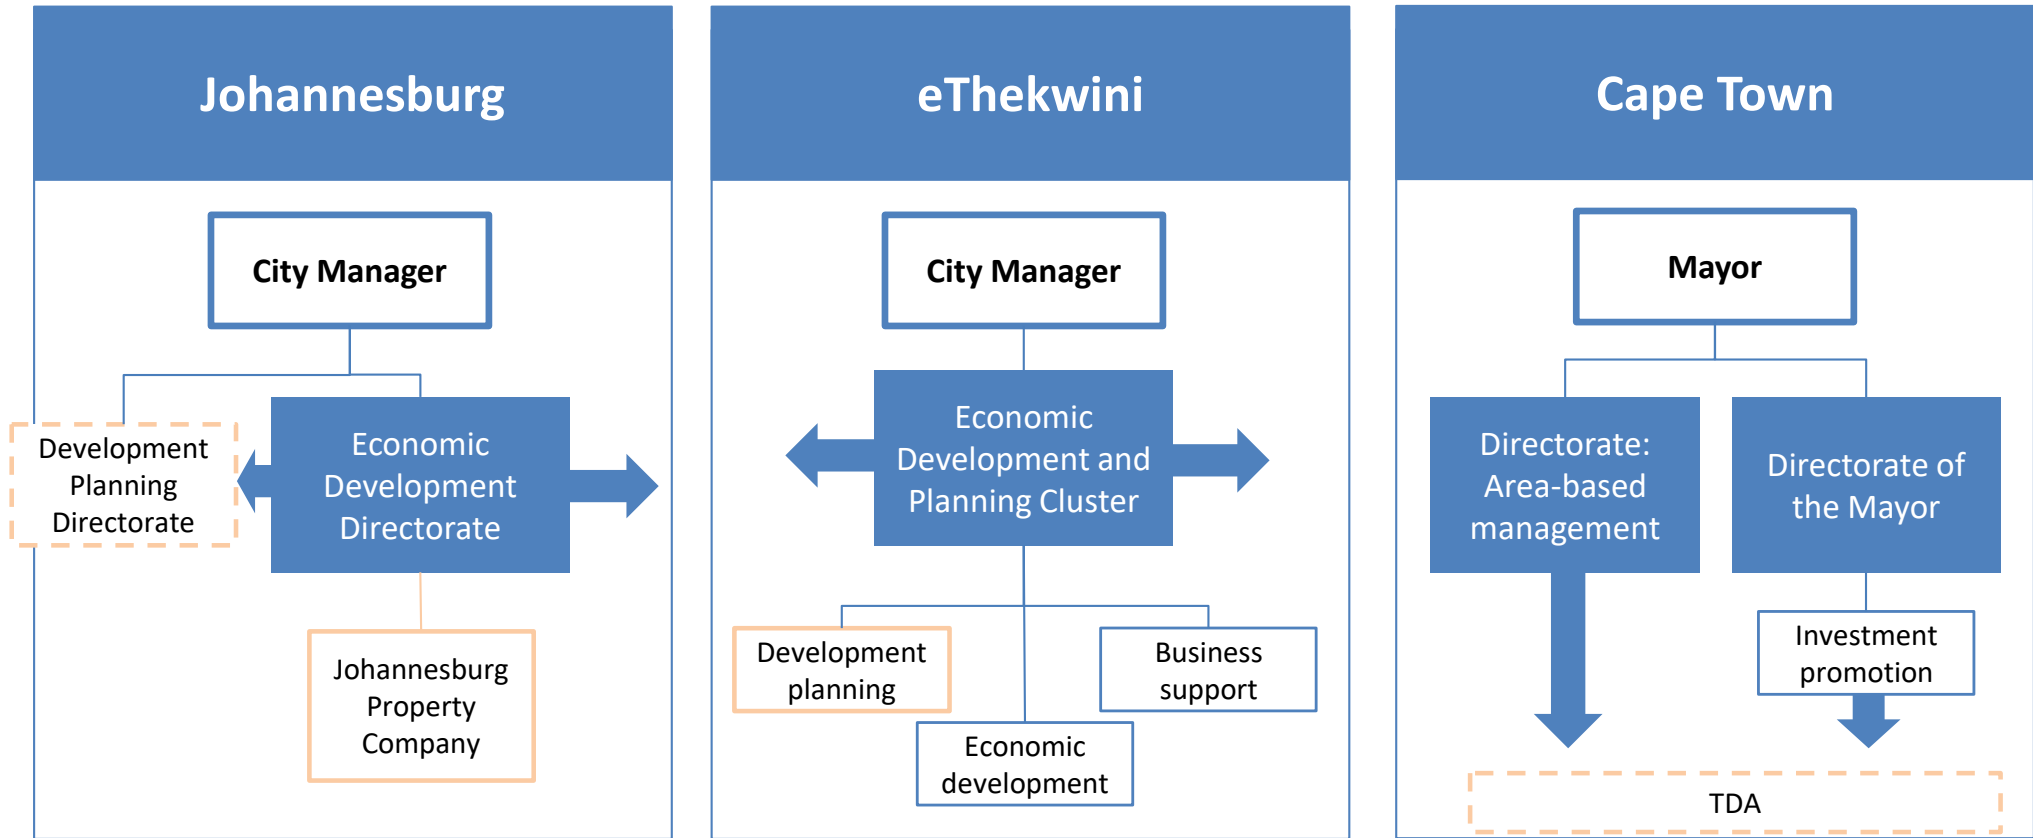 Johannesburg
City Manager
Development
Planning
Directorate
Economic
Development
Directorate
Johannesburg
Property
Company
eThekwini
City Manager
Economic
Development and
Planning Cluster
Development
planning
Business
support
Economic
development
Cape Town
Mayor
Directorate:
Area-based
management
Directorate of
the Mayor
Investment
promotion
TDA